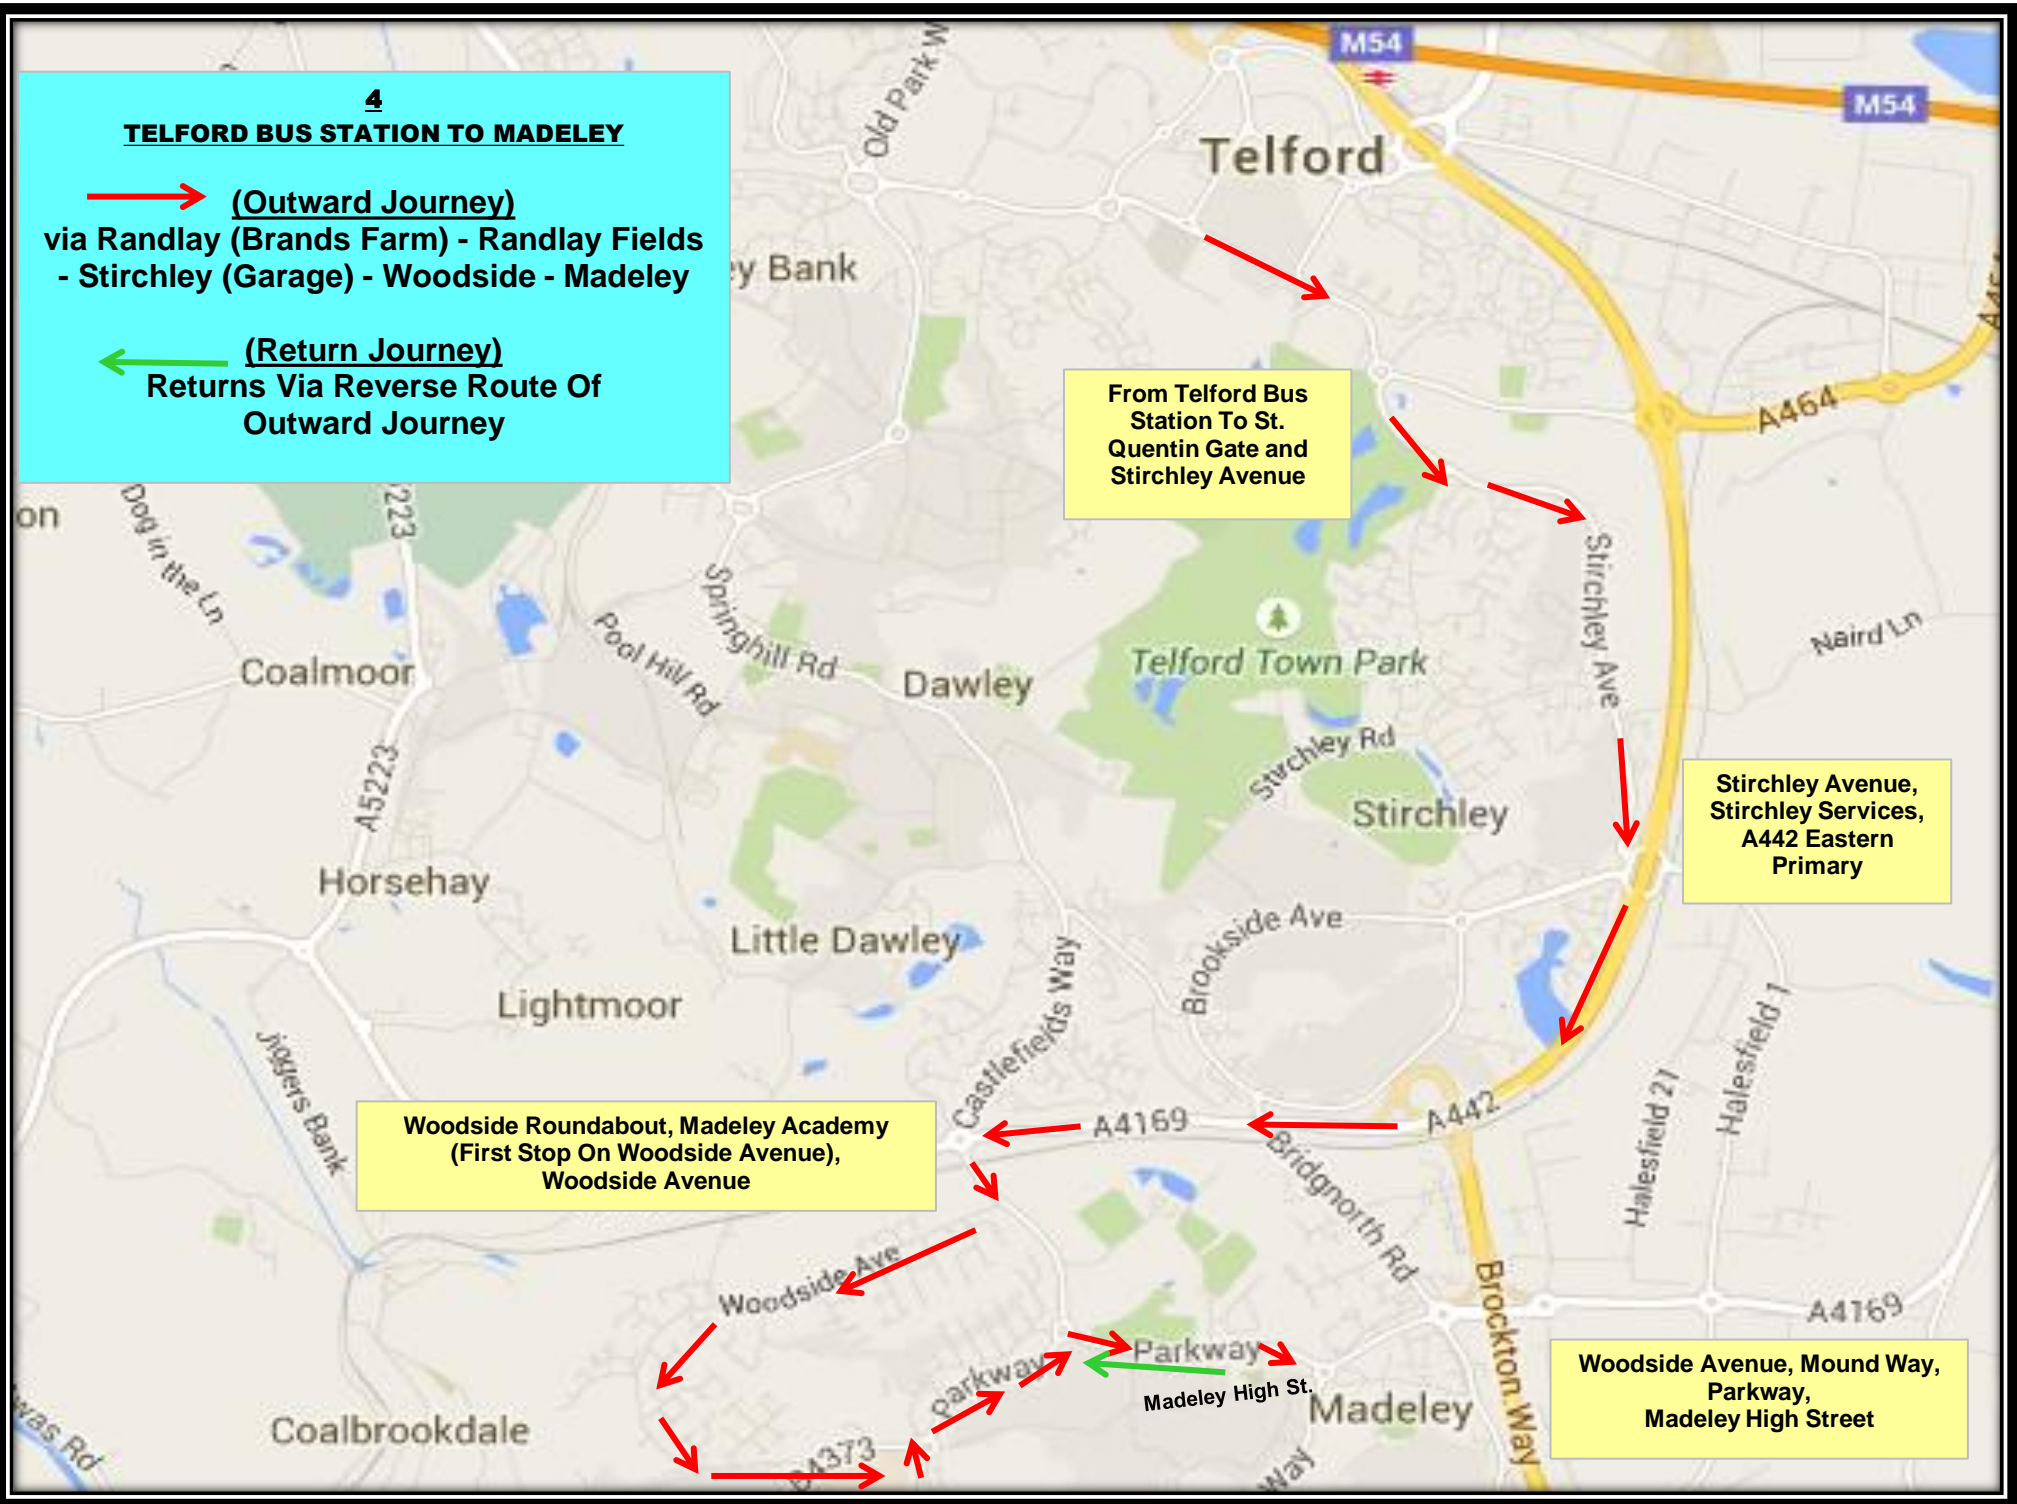 4
TELFORD BUS STATION TO MADELEY
(Outward Journey)
via Randlay (Brands Farm) - Randlay Fields
- Stirchley (Garage) - Woodside - Madeley
(Return Journey)
Returns Via Reverse Route Of
Outward Journey
M54
M54
Old Park W
Telford
ey Bank
A464
From Telford Bus
Station To St.
Quentin Gate and
Stirchley Avenue
on
Dog in the Ln
223
Springhill Rd
Pool Hill Rd
Stirchley Ave
Naird Ln
Coalmoor
Dawley
Telford Town Park
Stirchley Rd
A5223
Stirchley
Stirchley Avenue,
Stirchley Services,
A442 Eastern
Primary
Horsehay
Little Dawley
Brookside Ave
Lightmoor
Castlefields Way
Jiggers Bank
Halesfield 1
Halesfield 21
Woodside Roundabout, Madeley Academy
(First Stop On Woodside Avenue),
Woodside Avenue
A4169
A442
Bridgnorth Rd
Woodside Ave
Brockton Way
A4169
Parkway
Parkway
Madeley High St.
Madeley
Woodside Avenue, Mound Way,
Parkway,
Madeley High Street
Coalbrookdale
was Rd
B4373
Way